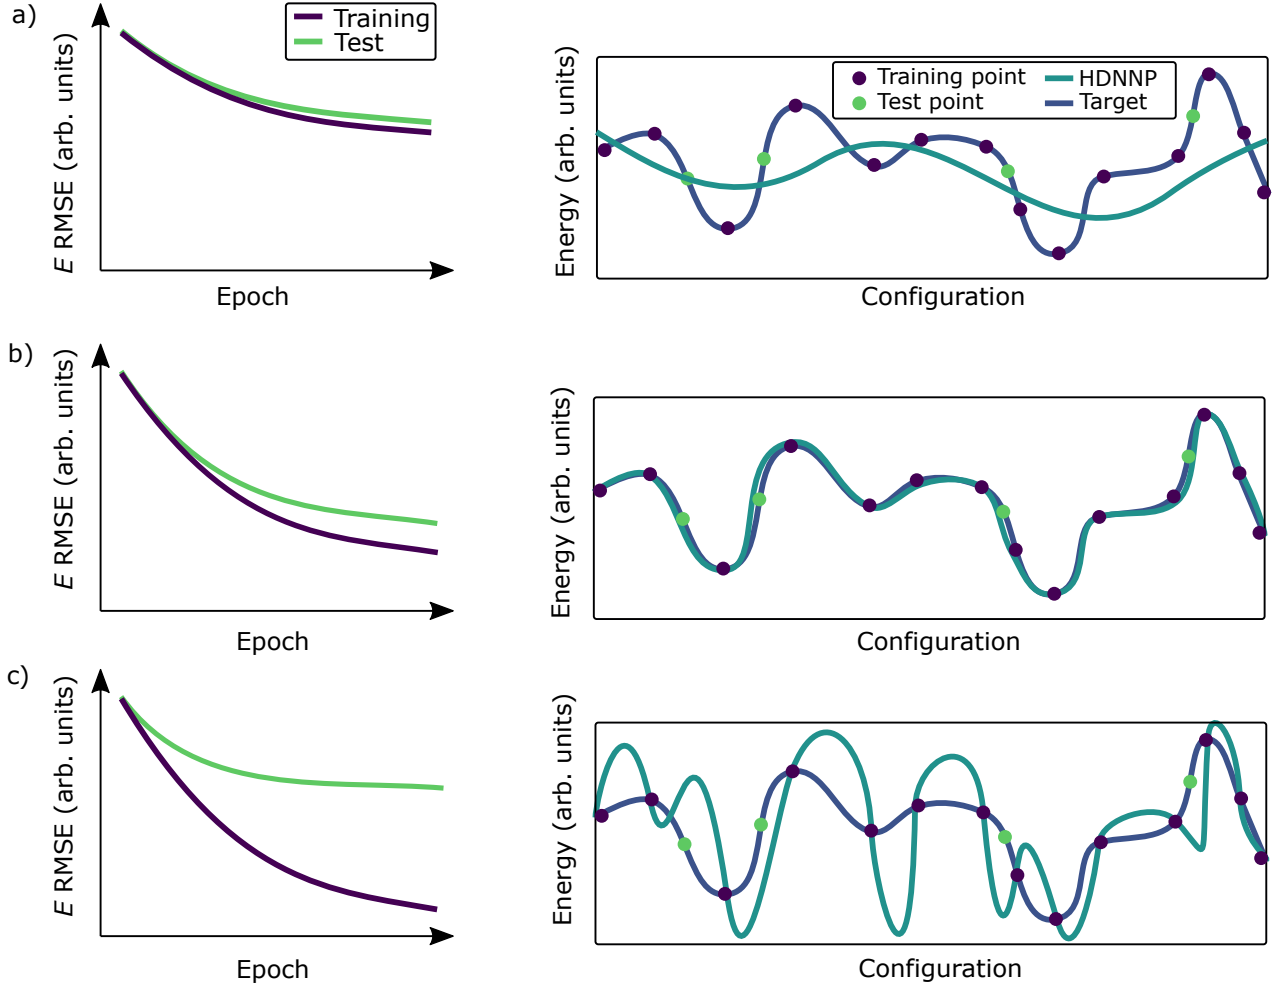 a)
E RMSE (arb. units)
Training
Test
Epoch
Energy (arb. units)
Training point
Test point
HDNNP
Target
Configuration
b)
E RMSE (arb. units)
Epoch
Energy (arb. units)
Configuration
c)
E RMSE (arb. units)
Epoch
Energy (arb. units)
Configuration